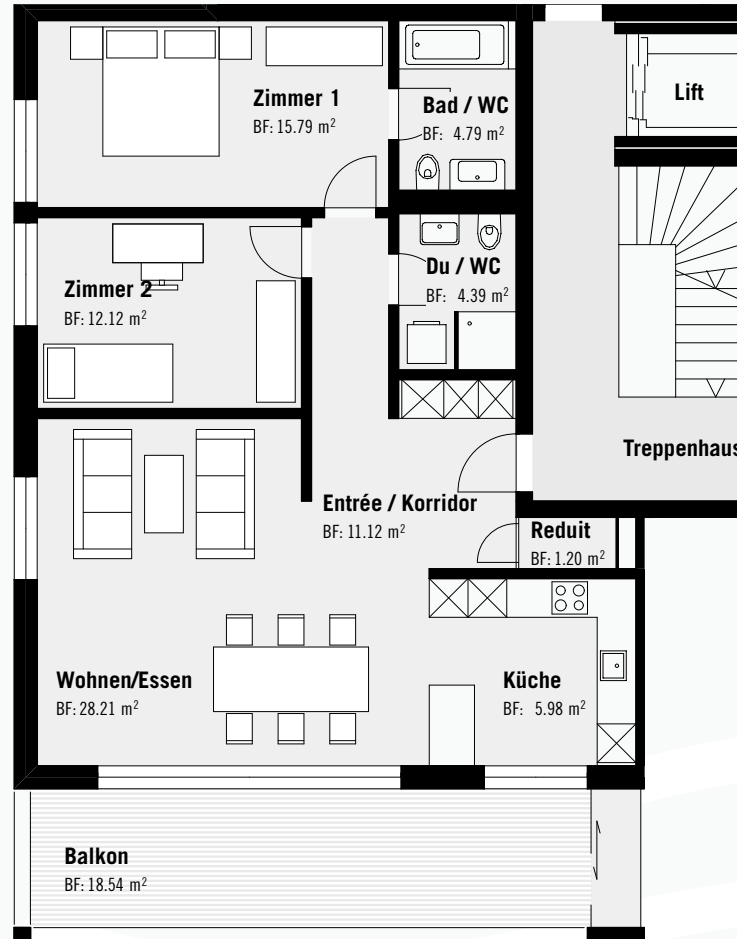 Zimmer 1
BF: 15.79 m²
Bad / WC
BF: 4.79 m²
Lift
Zimmer 2
BF: 12.12 m²
Du / WC
BF: 4.39 m²
Treppenhaus
Entrée / Korridor
BF: 11.12 m²
Reduit
BF: 1.20 m²
Wohnen/Essen
BF: 28.21 m²
Küche
BF: 5.98 m²
Balkon
BF: 18.54 m²